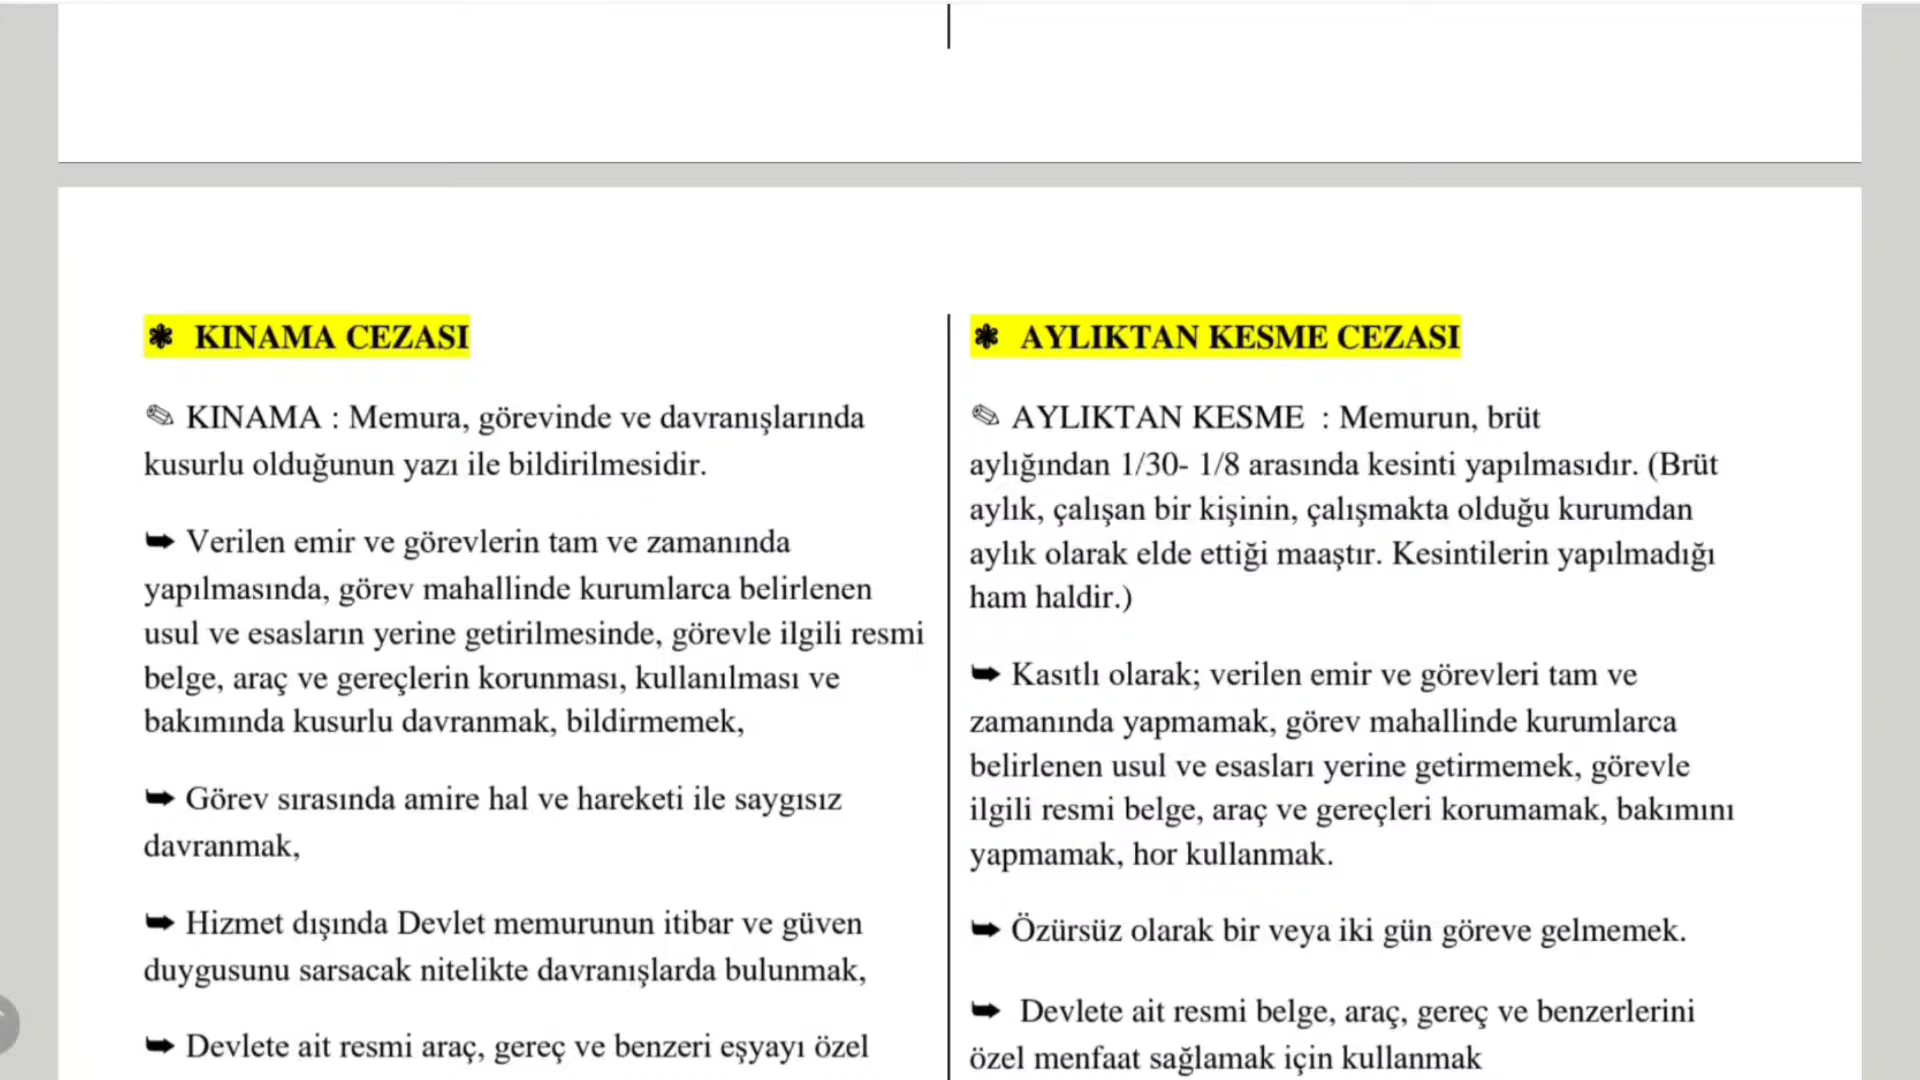 ❃ KINAMA CEZASI
✎ KINAMA : Memura, görevinde ve davranışlarında
kusurlu olduğunun yazı ile bildirilmesidir.
➥ Verilen emir ve görevlerin tam ve zamanında
yapılmasında, görev mahallinde kurumlarca belirlenen
usul ve esasların yerine getirilmesinde, görevle ilgili resmi
belge, araç ve gereçlerin korunması, kullanılması ve
bakımında kusurlu davranmak, bildirmemek,
➥ Görev sırasında amire hal ve hareketi ile saygısız
davranmak,
➥ Hizmet dışında Devlet memurunun itibar ve güven
duygusunu sarsacak nitelikte davranışlarda bulunmak,
➥ Devlete ait resmi araç, gereç ve benzeri eşyayı özel
❃ AYLIKTAN KESME CEZASI
✎ AYLIKTAN KESME : Memurun, brüt
aylığından 1/30- 1/8 arasında kesinti yapılmasıdır. (Brüt
aylık, çalışan bir kişinin, çalışmakta olduğu kurumdan
aylık olarak elde ettiği maaştır. Kesintilerin yapılmadığı
ham haldir.)
➥ Kasıtlı olarak; verilen emir ve görevleri tam ve
zamanında yapmamak, görev mahallinde kurumlarca
belirlenen usul ve esasları yerine getirmemek, görevle
ilgili resmi belge, araç ve gereçleri korumamak, bakımını
yapmamak, hor kullanmak.
➥ Özürsüz olarak bir veya iki gün göreve gelmemek.
➥ Devlete ait resmi belge, araç, gereç ve benzerlerini
özel menfaat sağlamak için kullanmak